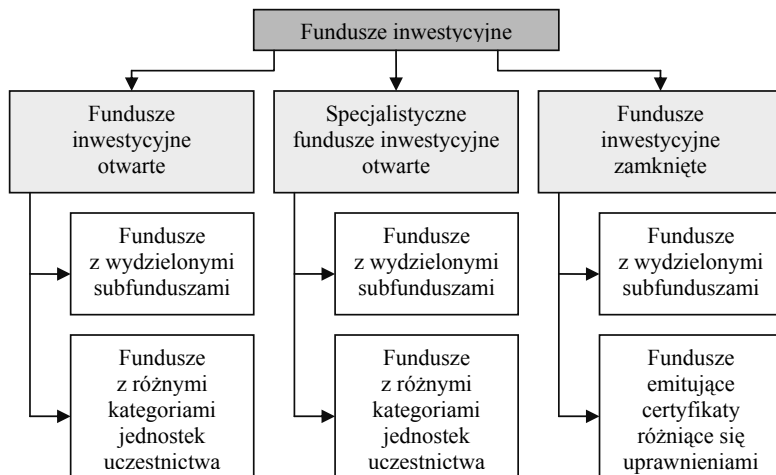 Fundusze inwestycyjne
Fundusze
inwestycyjne
otwarte
Specjalistyczne
fundusze inwestycyjne
otwarte
Fundusze
inwestycyjne
zamknięte
Fundusze
z wydzielonymi
subfunduszami
Fundusze
z wydzielonymi
subfunduszami
Fundusze
z wydzielonymi
subfunduszami
Fundusze
z różnymi
kategoriami
jednostek
uczestnictwa
Fundusze
z różnymi
kategoriami
jednostek
uczestnictwa
Fundusze
emitujące
certyfikaty
różniące się
uprawnieniami